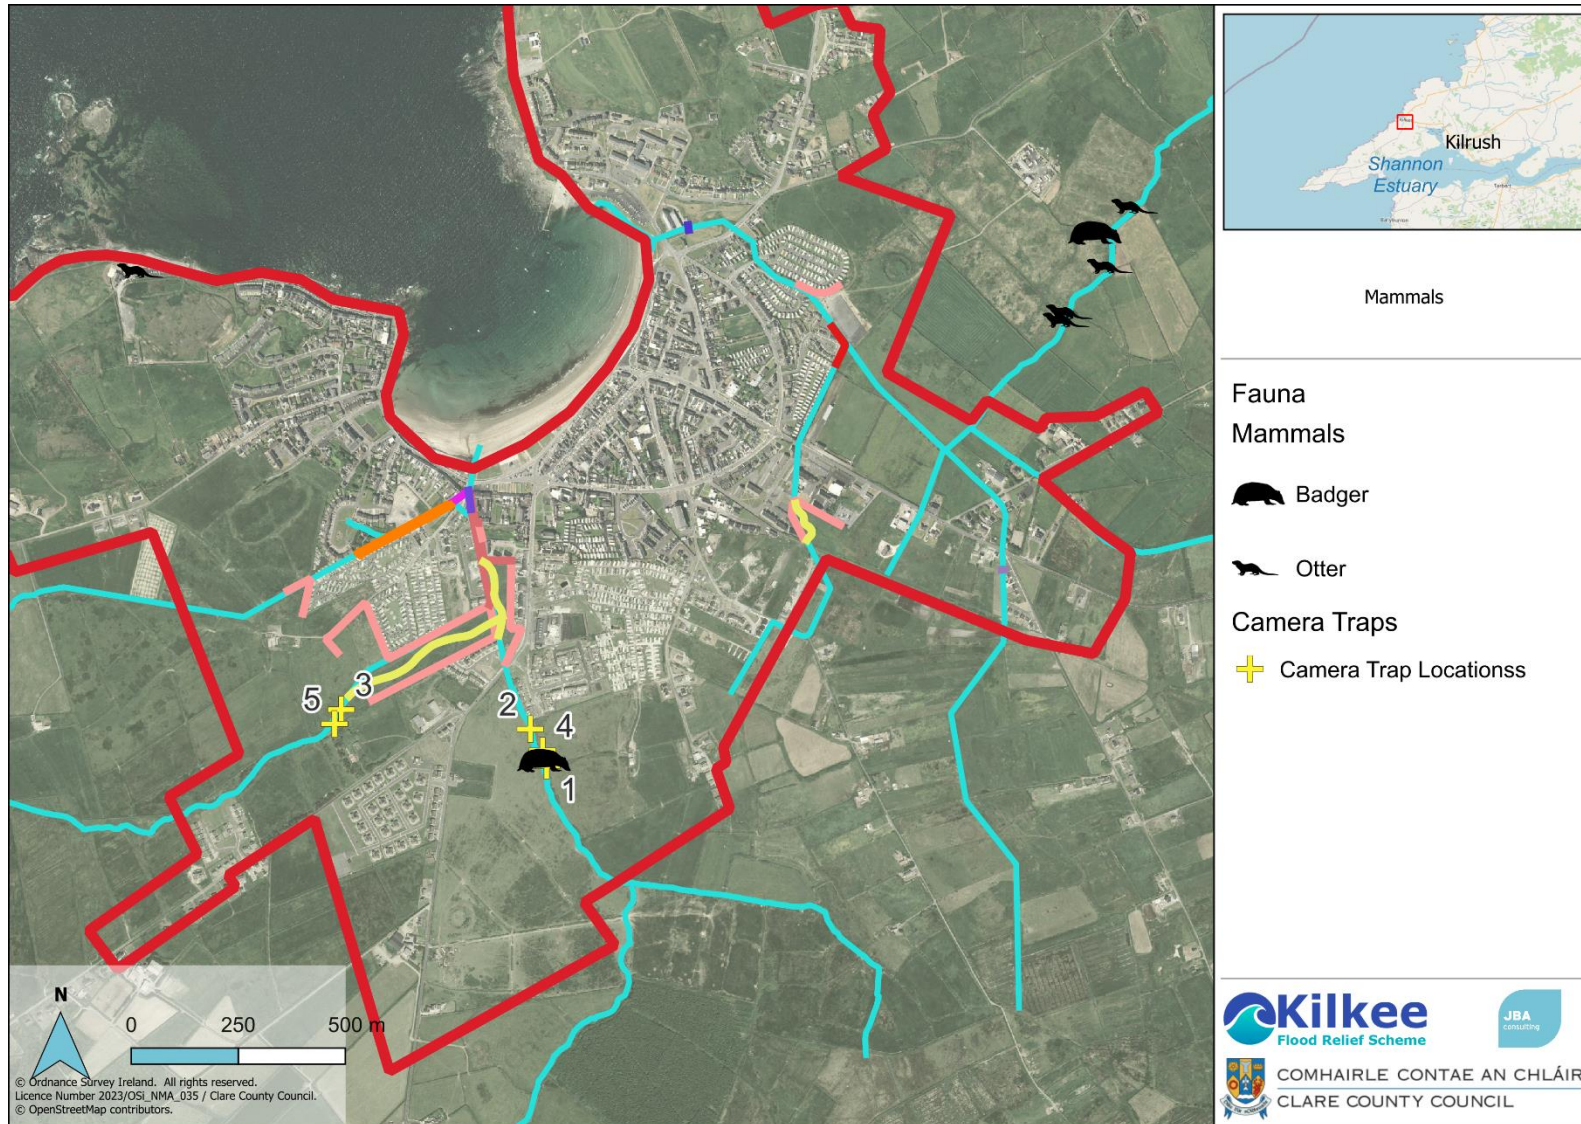 5
3
2
4
1
N
0
250
500 m
© Ordnance Survey Ireland. All rights reserved.
Licence Number 2023/OSi_NMA_035 / Clare County Council.
© OpenStreetMap contributors.
Kilrush
Shannon
Estuary
Mammals
Fauna
Mammals
Badger
Otter
Camera Traps
Camera Trap Locationss
Kilkee
Flood Relief Scheme
JBA
consulting
COMHAIRLE CONTAE AN CHLÁIR
CLARE COUNTY COUNCIL